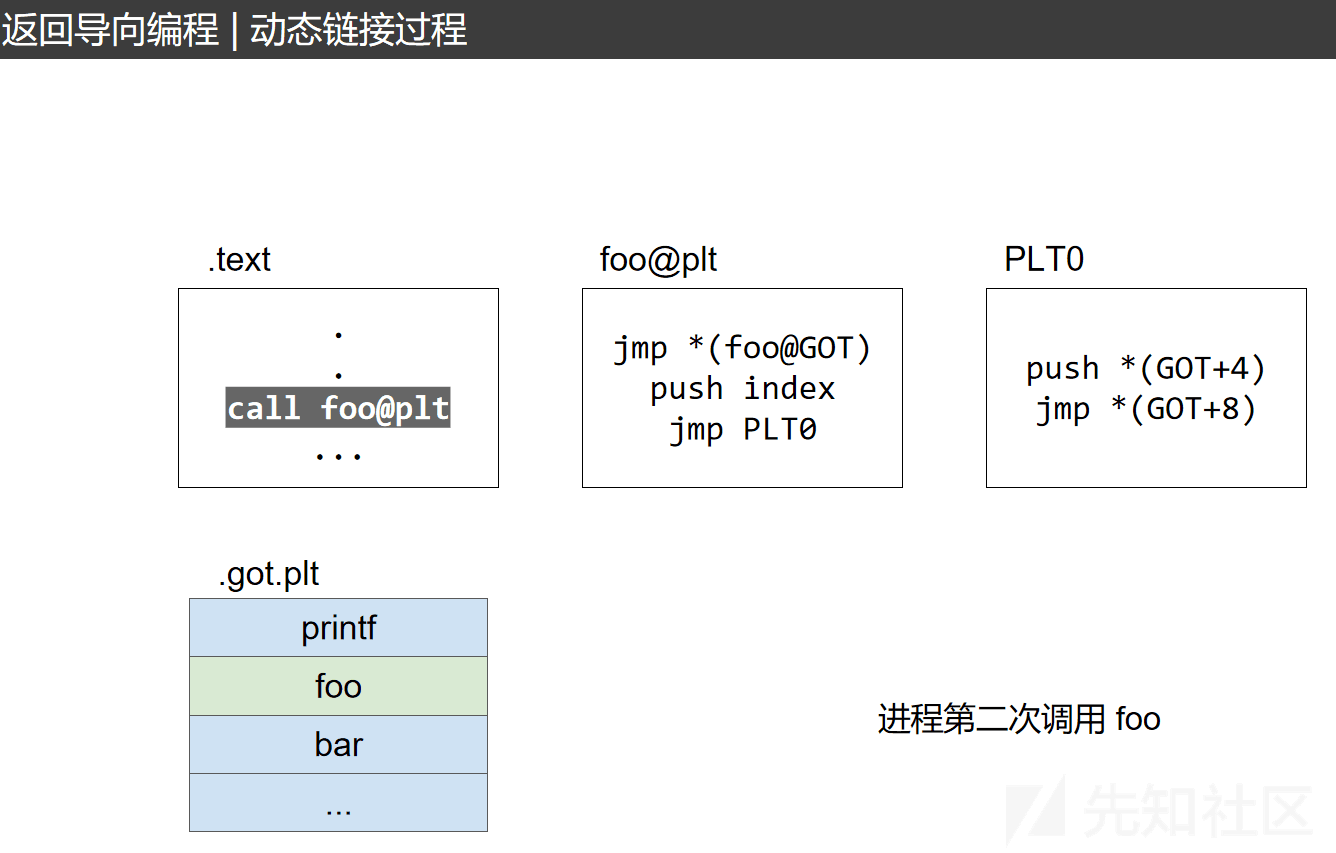 返回导向编程 | 动态链接过程
.text
.
.
call foo@plt
...
foo@plt
jmp *(foo@GOT)
push index
jmp PLT0
PLT0
push *(GOT+4)
jmp *(GOT+8)
.got.plt
printf
foo
bar
...
进程第二次调用 foo
先知社区